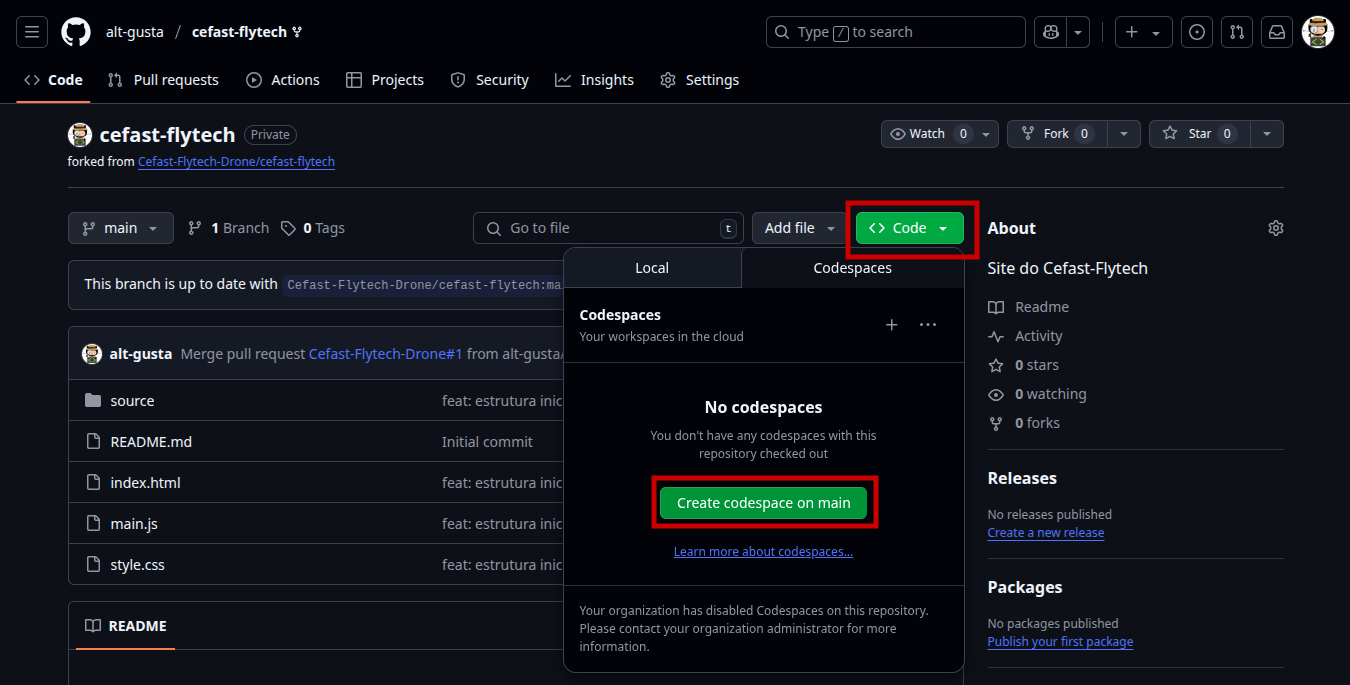 alt-gusta / cefast-flytech
Type / to search
Code
Pull requests
Actions
Projects
Security
Insights
Settings
cefast-flytech Private
forked from Cefast-Flytech-Drone/cefast-flytech
Watch 0
Fork 0
Star 0
main
1 Branch
0 Tags
Go to file t
Add file
Code
This branch is up to date with Cefast-Flytech-Drone/cefast-flytech:ma
alt-gusta Merge pull request Cefast-Flytech-Drone#1 from alt-gusta/
source feat: estrutura inic
README.md Initial commit
index.html feat: estrutura inic
main.js feat: estrutura inic
style.css feat: estrutura inic
README
Local
Codespaces
Codespaces
Your workspaces in the cloud
No codespaces
You don't have any codespaces with this
repository checked out
Create codespace on main
Learn more about codespaces...
Your organization has disabled Codespaces on this repository.
Please contact your organization administrator for more
information.
About
Site do Cefast-Flytech
Readme
Activity
0 stars
0 watching
0 forks
Releases
No releases published
Create a new release
Packages
No packages published
Publish your first package